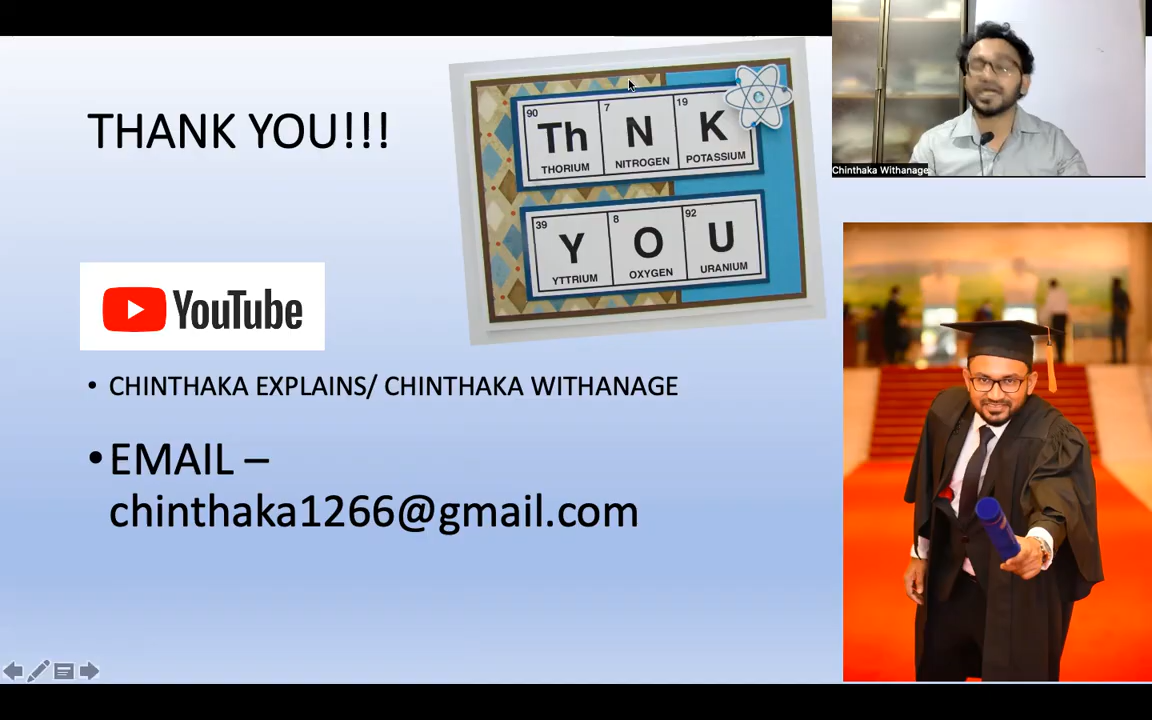 THANK YOU!!!
90 7 19
Th N K
THORIUM NITROGEN POTASSIUM
39 8 92
Y O U
YTTRIUM OXYGEN URANIUM
Chinthaka Withanage
YouTube
• CHINTHAKA EXPLAINS/ CHINTHAKA WITHANAGE
• EMAIL –
chinthaka1266@gmail.com